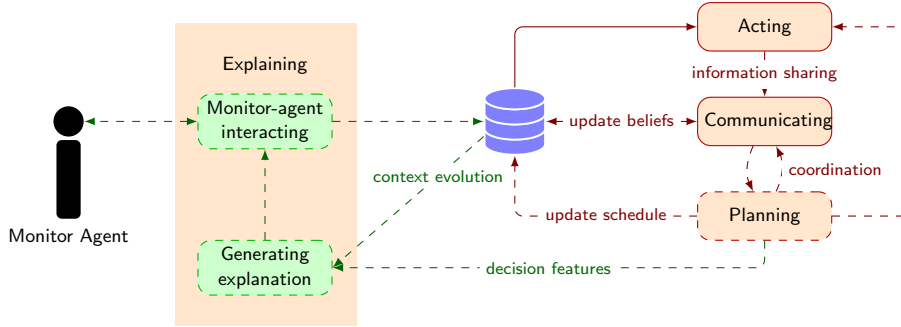 Acting
Explaining
information sharing
Monitor-agent
interacting
update beliefs
Communicating
context evolution
coordination
update schedule
Planning
Monitor Agent
Generating
explanation
decision features